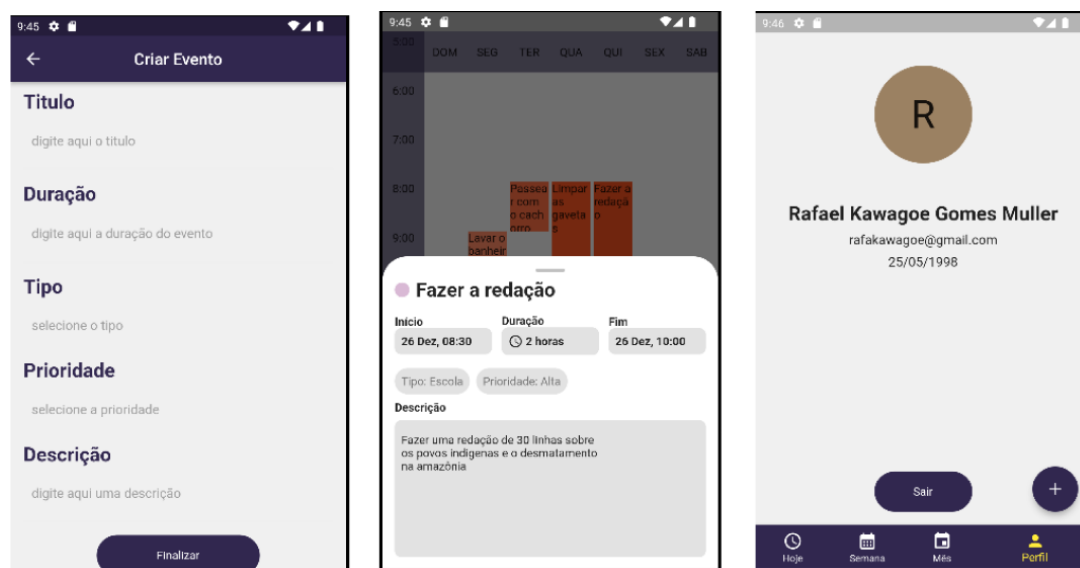 9:45
Criar Evento
Titulo
digite aqui o titulo
Duração
digite aqui a duração do evento
Tipo
selecione o tipo
Prioridade
selecione a prioridade
Descrição
digite aqui uma descrição
Finalizar
9:45
5:00 DOM SEG TER QUA QUI SEX SAB
6:00
7:00
8:00
Passea
r com
o cach
orro
Limpar
as
gaveta
s
Fazer a
redaçã
o
9:00
Lavar o
banheir
Fazer a redação
Início Duração Fim
26 Dez, 08:30 2 horas 26 Dez, 10:00
Tipo: Escola Prioridade: Alta
Descrição
Fazer uma redação de 30 linhas sobre
os povos indígenas e o desmatamento
na amazônia
9:46
R
Rafael Kawagoe Gomes Muller
rafakawagoe@gmail.com
25/05/1998
Sair
+
Hoje Semana Mês Perfil